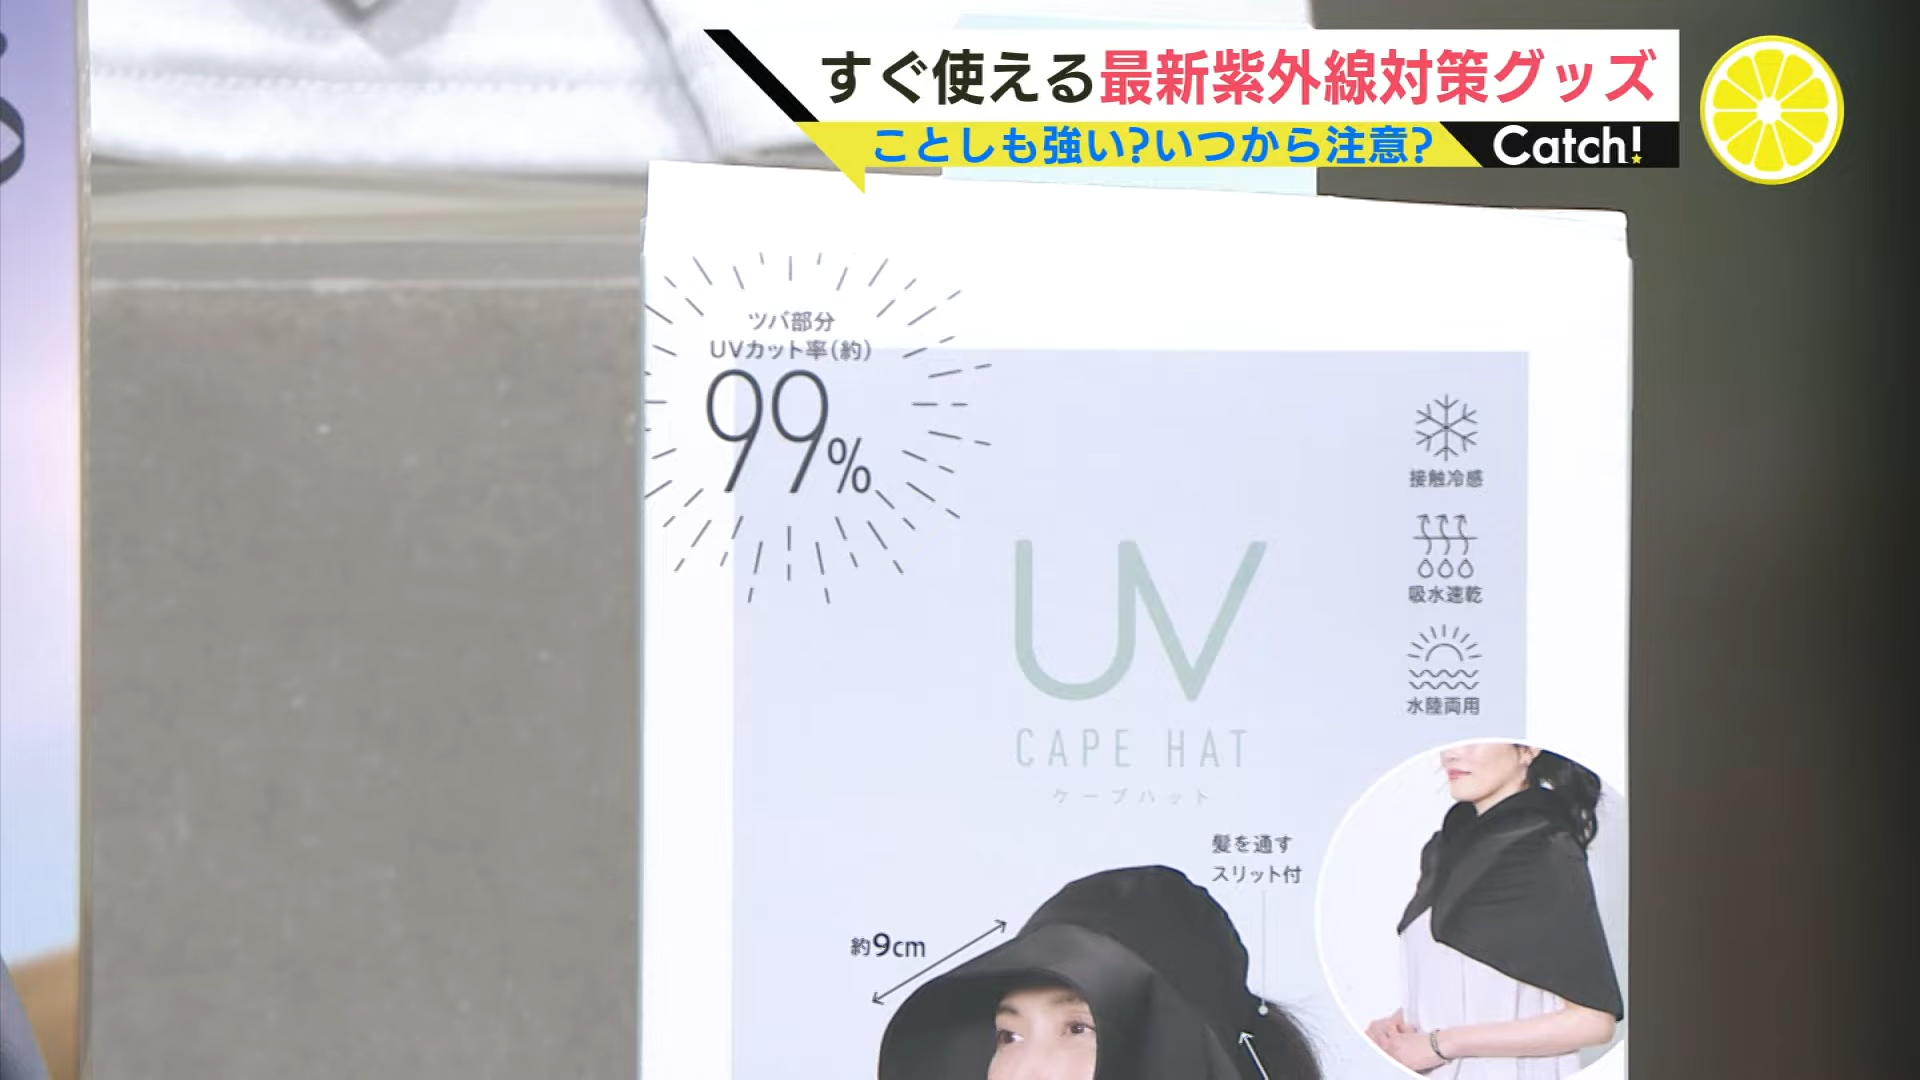 すぐ使える最新紫外線対策グッズ
ことしも強い?いつから注意?
Catch!
ツバ部分
UVカット率(約)
99%
接触冷感
吸水速乾
水陸両用
UV
CAPE HAT
ケープハット
髪を通す
スリット付
約9cm